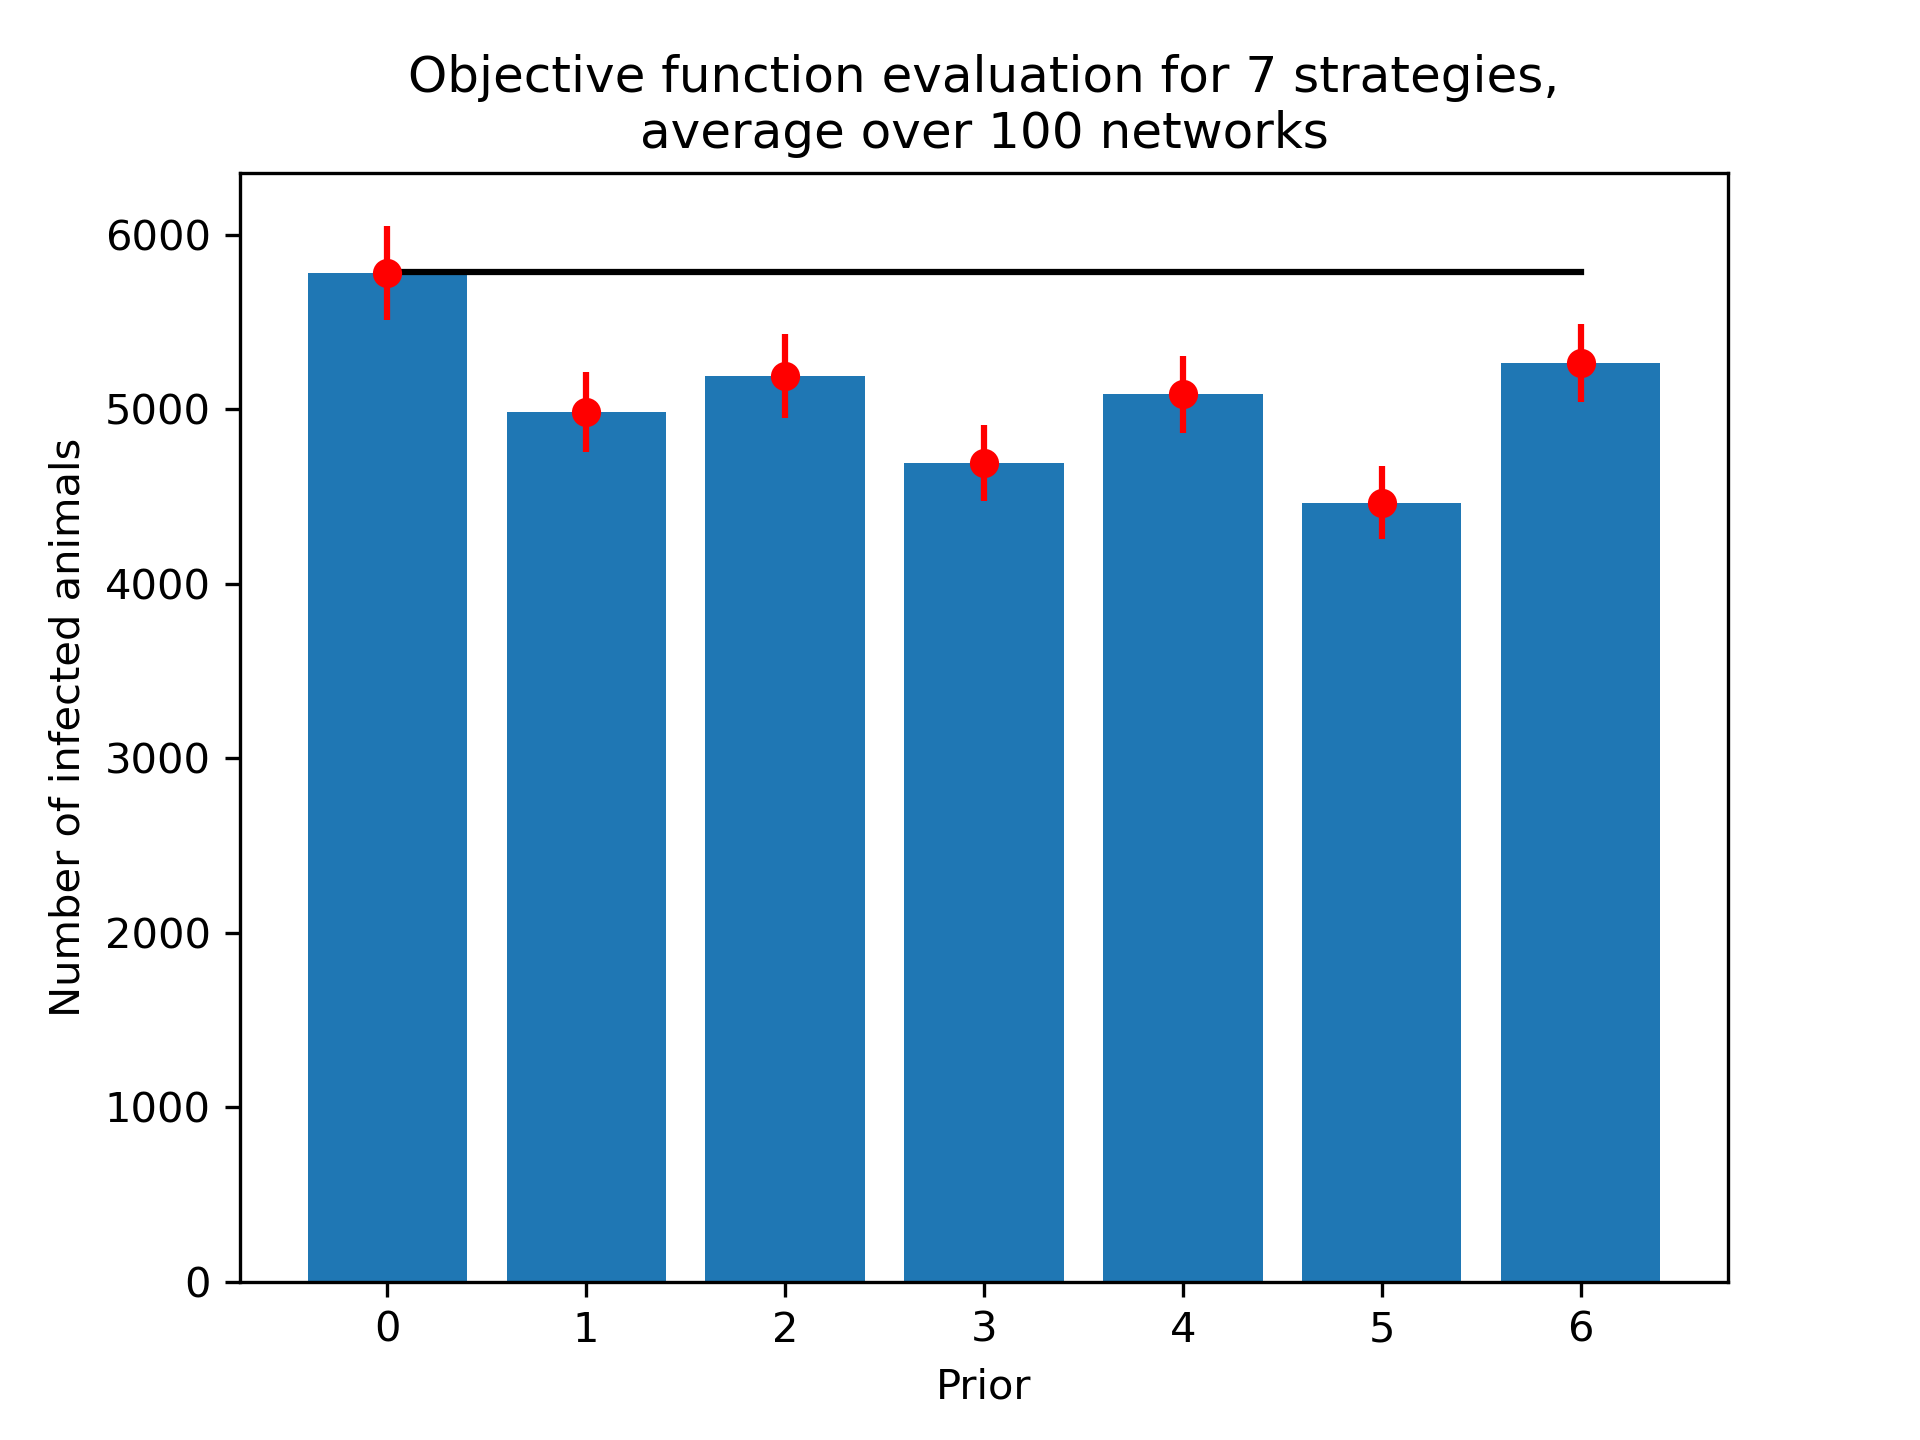 Objective function evaluation for 7 strategies,
average over 100 networks
Number of infected animals
6000
5000
4000
3000
2000
1000
0
0 1 2 3 4 5 6
Prior